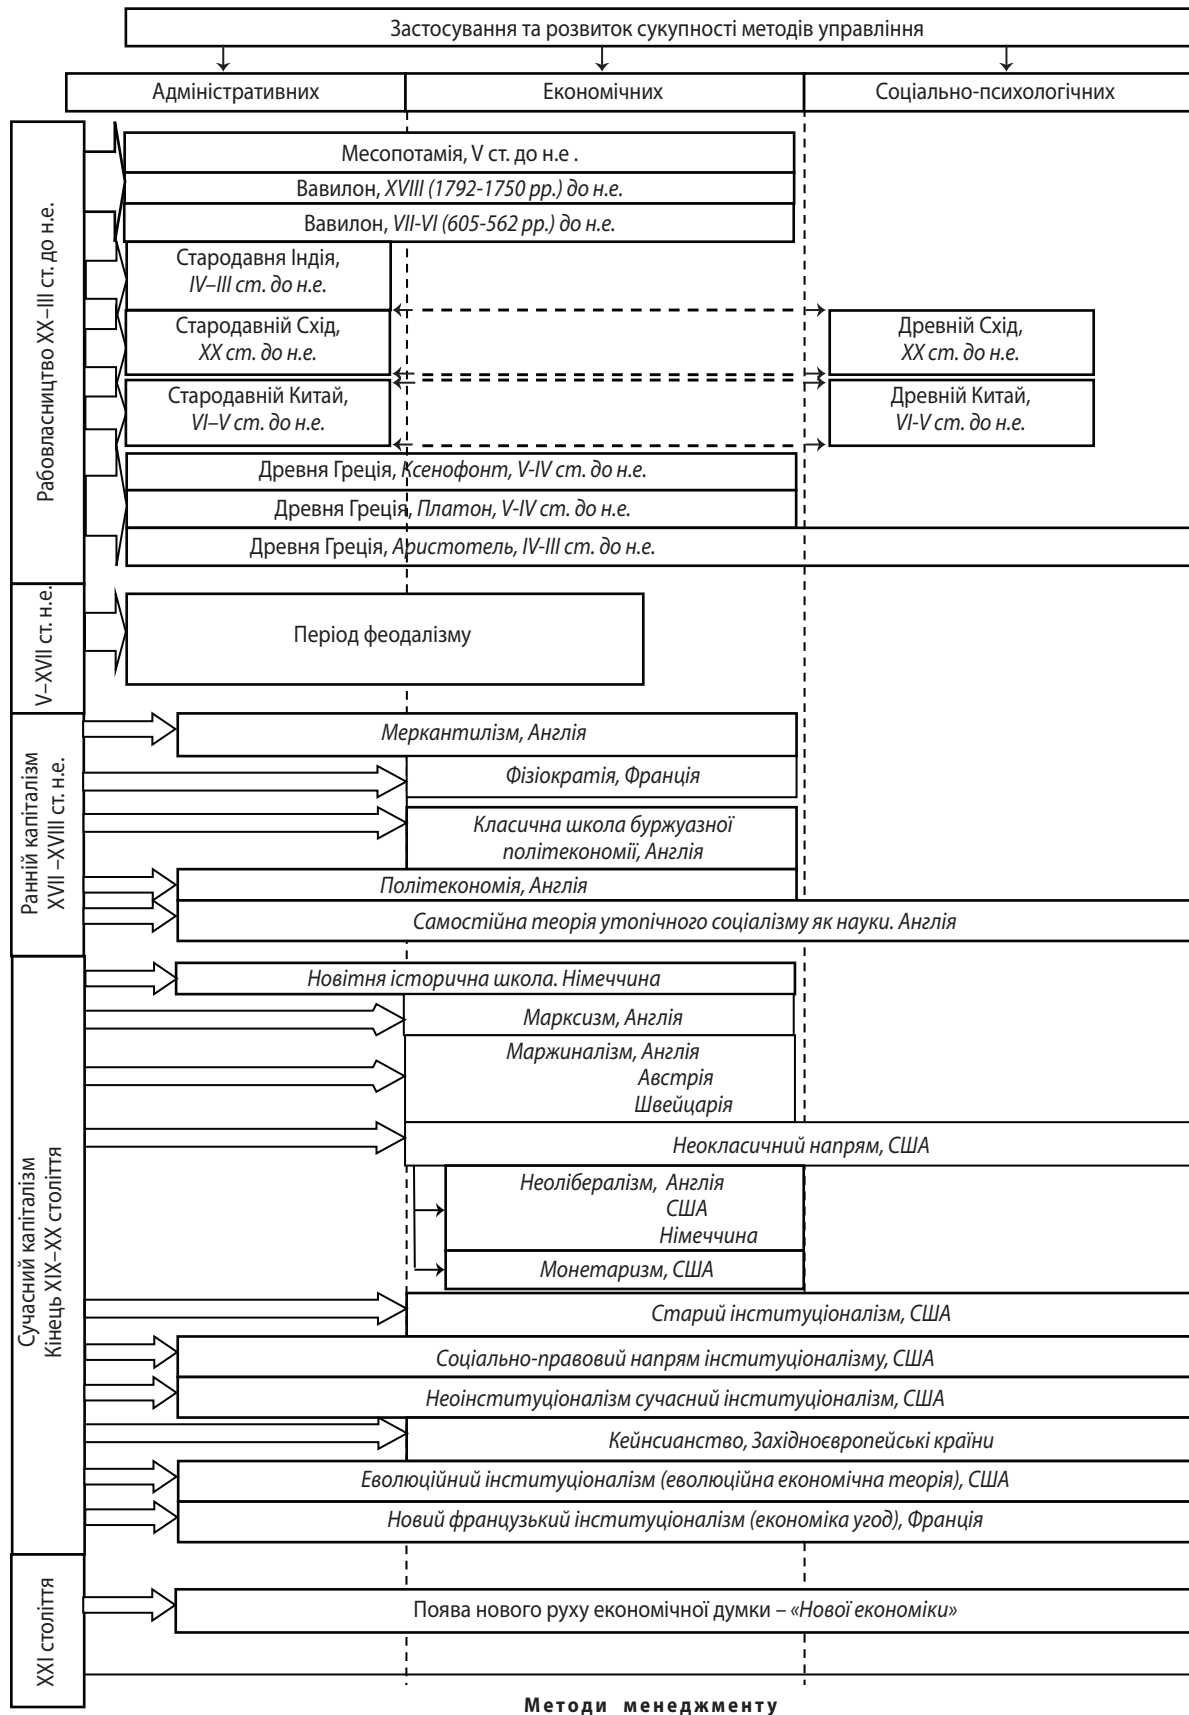 Застосування та розвиток сукупності методів управління
Адміністративних
Економічних
Соціально-психологічних
Рабовласництво XX–III ст. до н.е.
Месопотамія, V ст. до н.е .
Вавилон, XVIII (1792-1750 рр.) до н.е.
Вавилон, VII-VI (605-562 рр.) до н.е.
Стародавня Індія,
IV–III ст. до н.е.
Стародавній Схід,
XX ст. до н.е.
Древній Схід,
XX ст. до н.е.
Стародавній Китай,
VI–V ст. до н.е.
Древній Китай,
VI-V ст. до н.е.
Древня Греція, Ксенофонт, V-IV ст. до н.е.
Древня Греція, Платон, V-IV ст. до н.е.
Древня Греція, Аристотель, IV-III ст. до н.е.
V–XVII ст. н.е.
Період феодалізму
Ранній капіталізм
XVII –XVIII ст. н.е.
Меркантилізм, Англія
Фізіократія, Франція
Класична школа буржуазної
політекономії, Англія
Політекономія, Англія
Самостійна теорія утопічного соціалізму як науки. Англія
Сучасний капіталізм
Кінець XIX–XX століття
Новітня історична школа. Німеччина
Марксизм, Англія
Маржиналізм, Англія
Австрія
Швейцарія
Неокласичний напрям, США
Неолібералізм, Англія
США
Німеччина
Монетаризм, США
Старий інституціоналізм, США
Соціально-правовий напрям інституціоналізму, США
Неоінституціоналізм сучасний інституціоналізм, США
Кейнсианство, Західноєвропейські країни
Еволюційний інституціоналізм (еволюційна економічна теорія), США
Новий французький інституціоналізм (економіка угод), Франція
XXI століття
Поява нового руху економічної думки – «Нової економіки»
Методи менеджменту